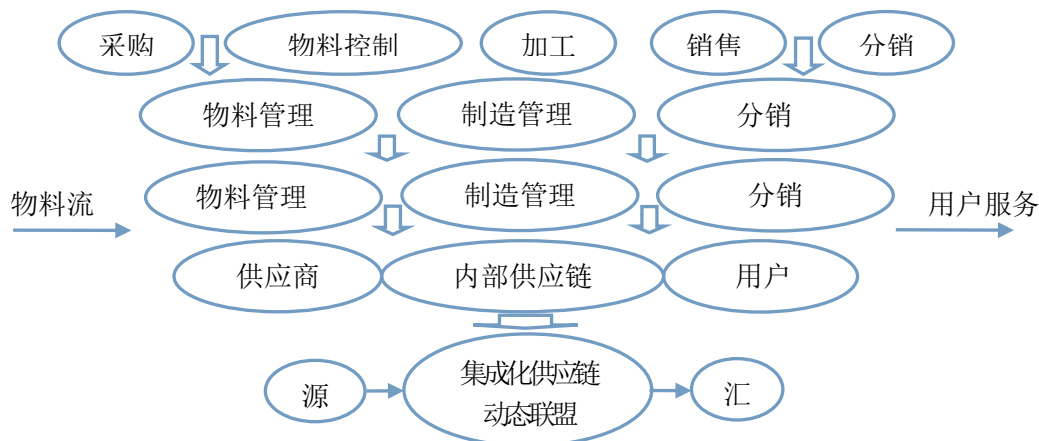 采购
物料控制
加工
销售
分销
物料管理
制造管理
分销
物料流
物料管理
制造管理
分销
用户服务
供应商
内部供应链
用户
源
集成化供应链
动态联盟
汇